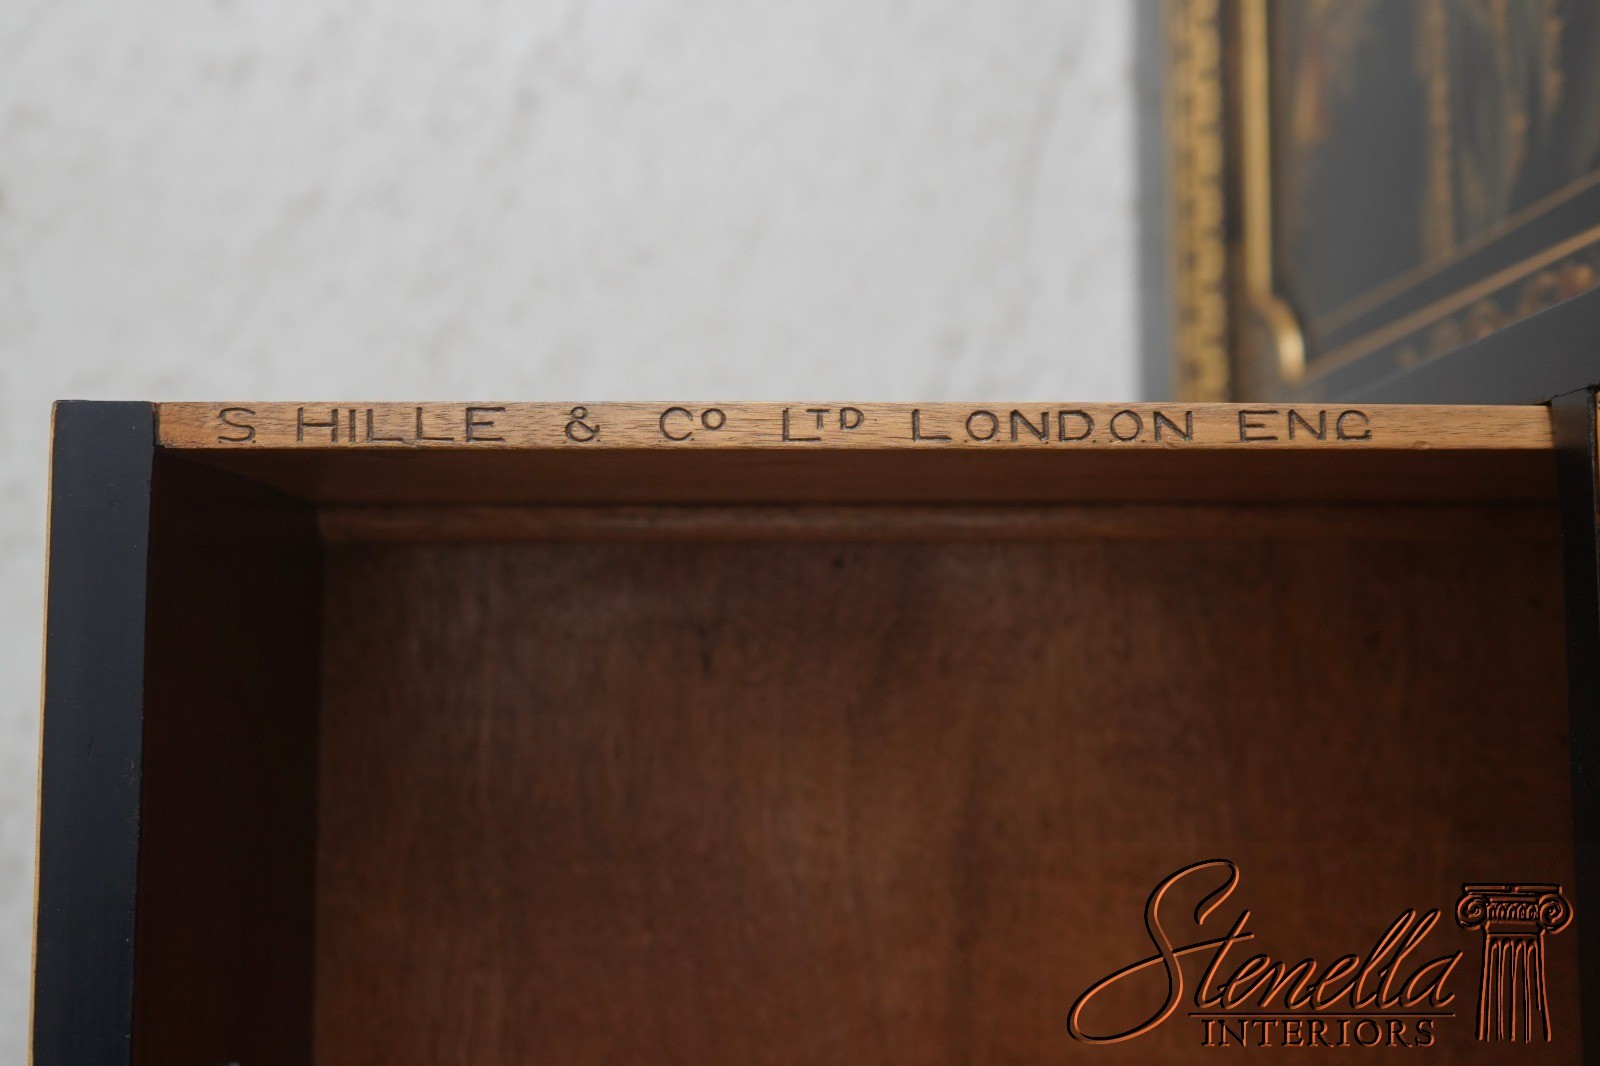 S. HILLE & Co LTD LONDON ENG
Stenella
INTERIORS